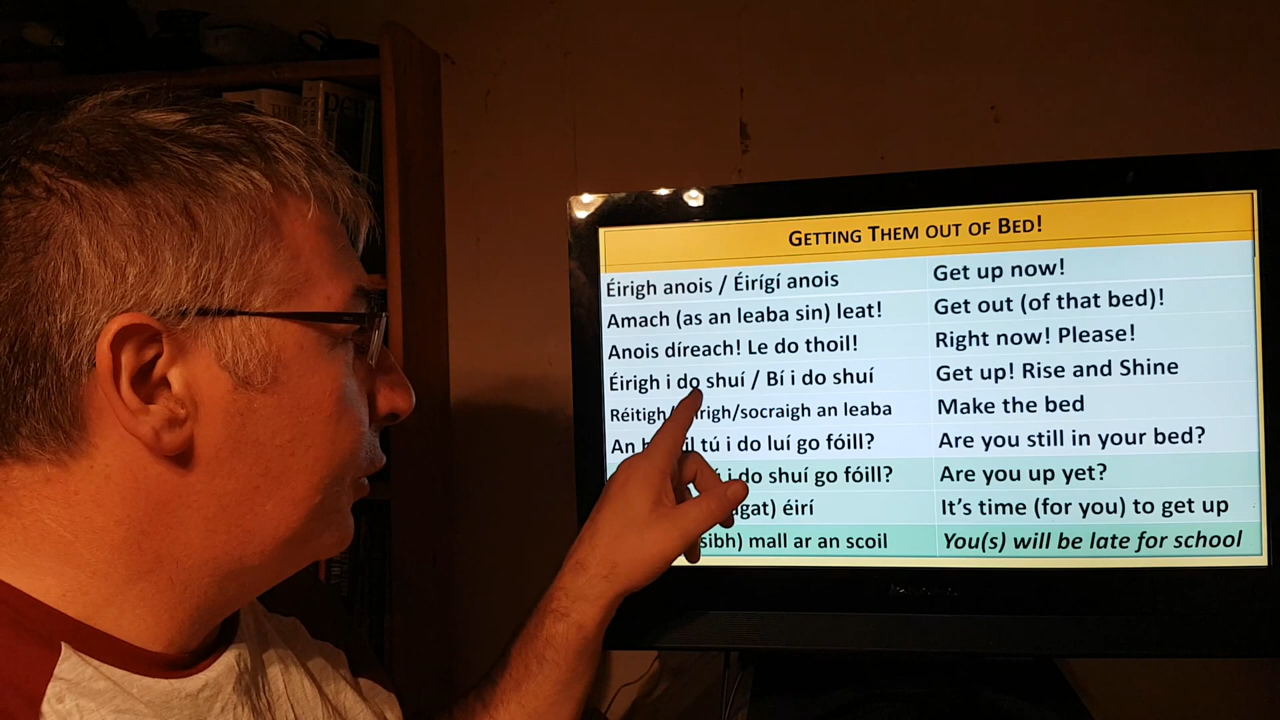 GETTING THEM OUT OF BED!
Éirigh anois / Éirígí anois Get up now!
Amach (as an leaba sin) leat! Get out (of that bed)!
Anois díreach! Le do thoil! Right now! Please!
Éirigh i do shuí / Bí i do shuí Get up! Rise and Shine
Réitigh/ /socraigh an leaba Make the bed
An tú i do luí go fóill? Are you still in your bed?
i do shuí go fóill? Are you up yet?
éirí It's time (for you) to get up
sibh) mall ar an scoil You(s) will be late for school